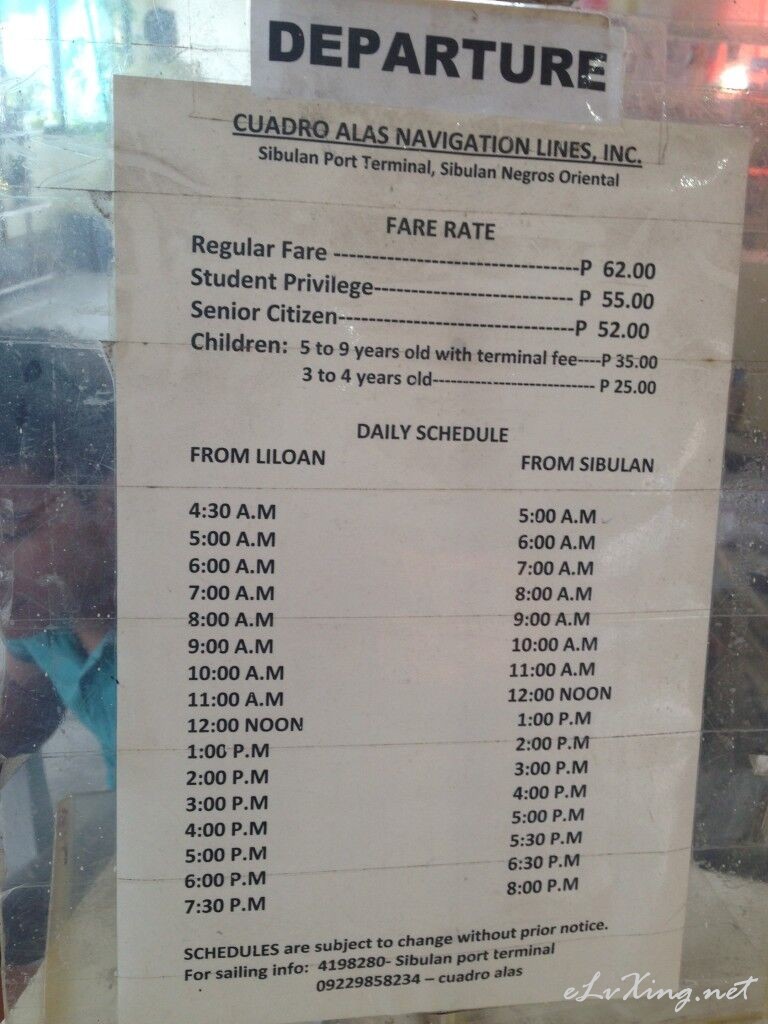 DEPARTURE
CUADRO ALAS NAVIGATION LINES, INC.
Sibulan Port Terminal, Sibulan Negros Oriental
FARE RATE
Regular Fare --------------------------------P 62.00
Student Privilege-------------------------- P 55.00
Senior Citizen-------------------------------P 52.00
Children: 5 to 9 years old with terminal fee----P 35.00
3 to 4 years old--------------------------- P 25.00
DAILY SCHEDULE
FROM LILOAN FROM SIBULAN
4:30 A.M 5:00 A.M
5:00 A.M 6:00 A.M
6:00 A.M 7:00 A.M
7:00 A.M 8:00 A.M
8:00 A.M 9:00 A.M
9:00 A.M 10:00 A.M
10:00 A.M 11:00 A.M
11:00 A.M 12:00 NOON
12:00 NOON 1:00 P.M
1:00 P.M 2:00 P.M
2:00 P.M 3:00 P.M
3:00 P.M 4:00 P.M
4:00 P.M 5:00 P.M
5:00 P.M 5:30 P.M
6:00 P.M 6:30 P.M
7:30 P.M 8:00 P.M
SCHEDULES are subject to change without prior notice.
For sailing info: 4198280- Sibulan port terminal
09229858234 – cuadro alas
eLvXing.net